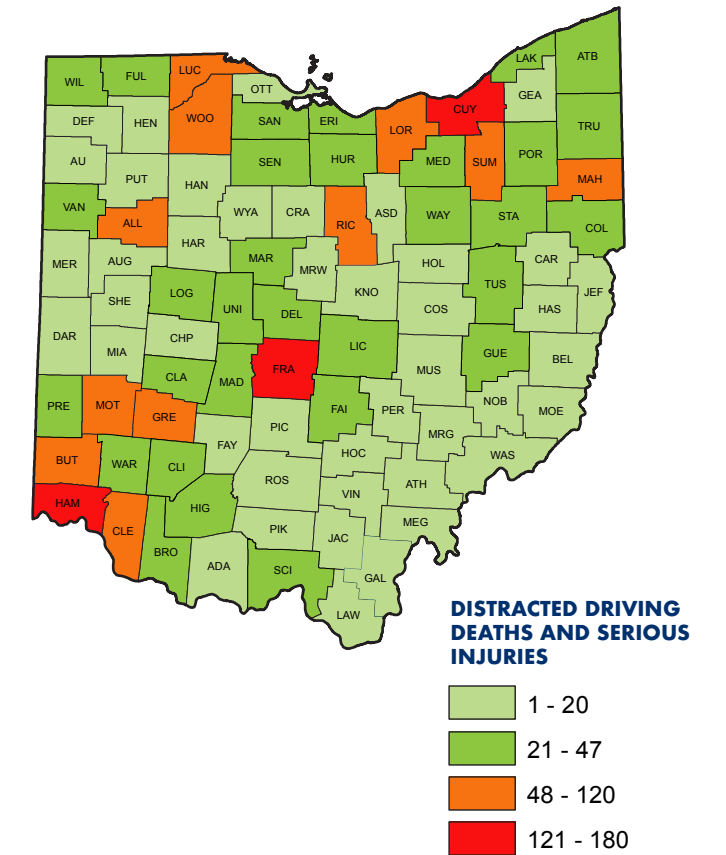 LAK
ATB
WIL
FUL
LUC
OTT
GEA
CUY
DEF
HEN
WOO
SAN
ERI
LOR
TRU
AU
SEN
HUR
MED
SUM
POR
PUT
HAN
MAH
VAN
ALL
WYA
CRA
RIC
ASD
WAY
STA
COL
MER
AUG
HAR
MAR
MRW
HOL
CAR
TUS
JEF
LOG
UNI
KNO
COS
HAS
SHE
DEL
DAR
MIA
CHP
LIC
GUE
BEL
CLA
MAD
FRA
MUS
PRE
MOT
GRE
FAI
PER
NOB
MOE
FAY
PIC
MRG
BUT
WAR
CLI
HOC
WAS
ROS
VIN
ATH
HAM
CLE
HIG
PIK
JAC
MEG
BRO
ADA
SCI
GAL
LAW
DISTRACTED DRIVING
DEATHS AND SERIOUS
INJURIES
1 - 20
21 - 47
48 - 120
121 - 180